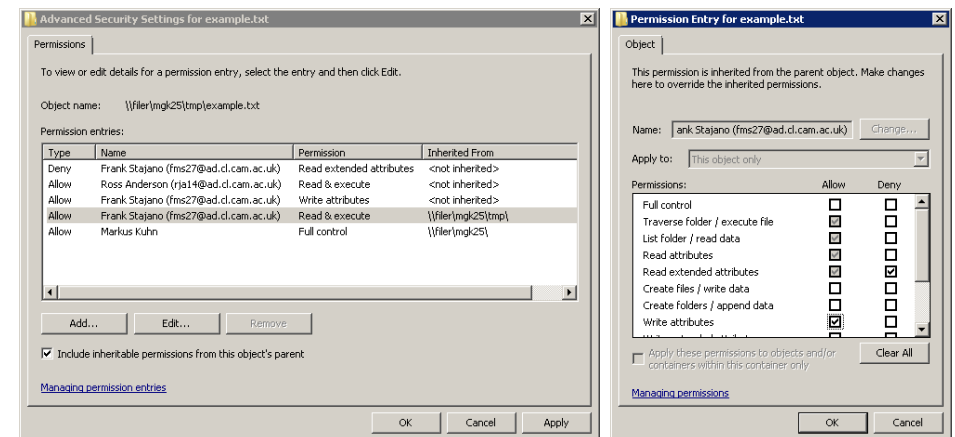 Advanced Security Settings for example.txt
Permissions
To view or edit details for a permission entry, select the entry and then click Edit.
Object name: \\filer\mgk25\tmp\example.txt
Permission entries:
Type Name Permission Inherited From
Deny Frank Stajano (fms27@ad.cl.cam.ac.uk) Read extended attributes <not inherited>
Allow Ross Anderson (rja14@ad.cl.cam.ac.uk) Read & execute <not inherited>
Allow Frank Stajano (fms27@ad.cl.cam.ac.uk) Write attributes <not inherited>
Allow Frank Stajano (fms27@ad.cl.cam.ac.uk) Read & execute \\filer\mgk25\tmp\
Allow Markus Kuhn Full control \\filer\mgk25\
Add... Edit... Remove
Include inheritable permissions from this object's parent
Managing permission entries
OK Cancel Apply
Permission Entry for example.txt
Object
This permission is inherited from the parent object. Make changes
here to override the inherited permissions.
Name: ank Stajano (fms27@ad.cl.cam.ac.uk) Change...
Apply to: This object only
Permissions: Allow Deny
Full control
Traverse folder / execute file
List folder / read data
Read attributes
Read extended attributes
Create files / write data
Create folders / append data
Write attributes
Apply these permissions to objects and/or
containers within this container only
Clear All
Managing permissions
OK Cancel